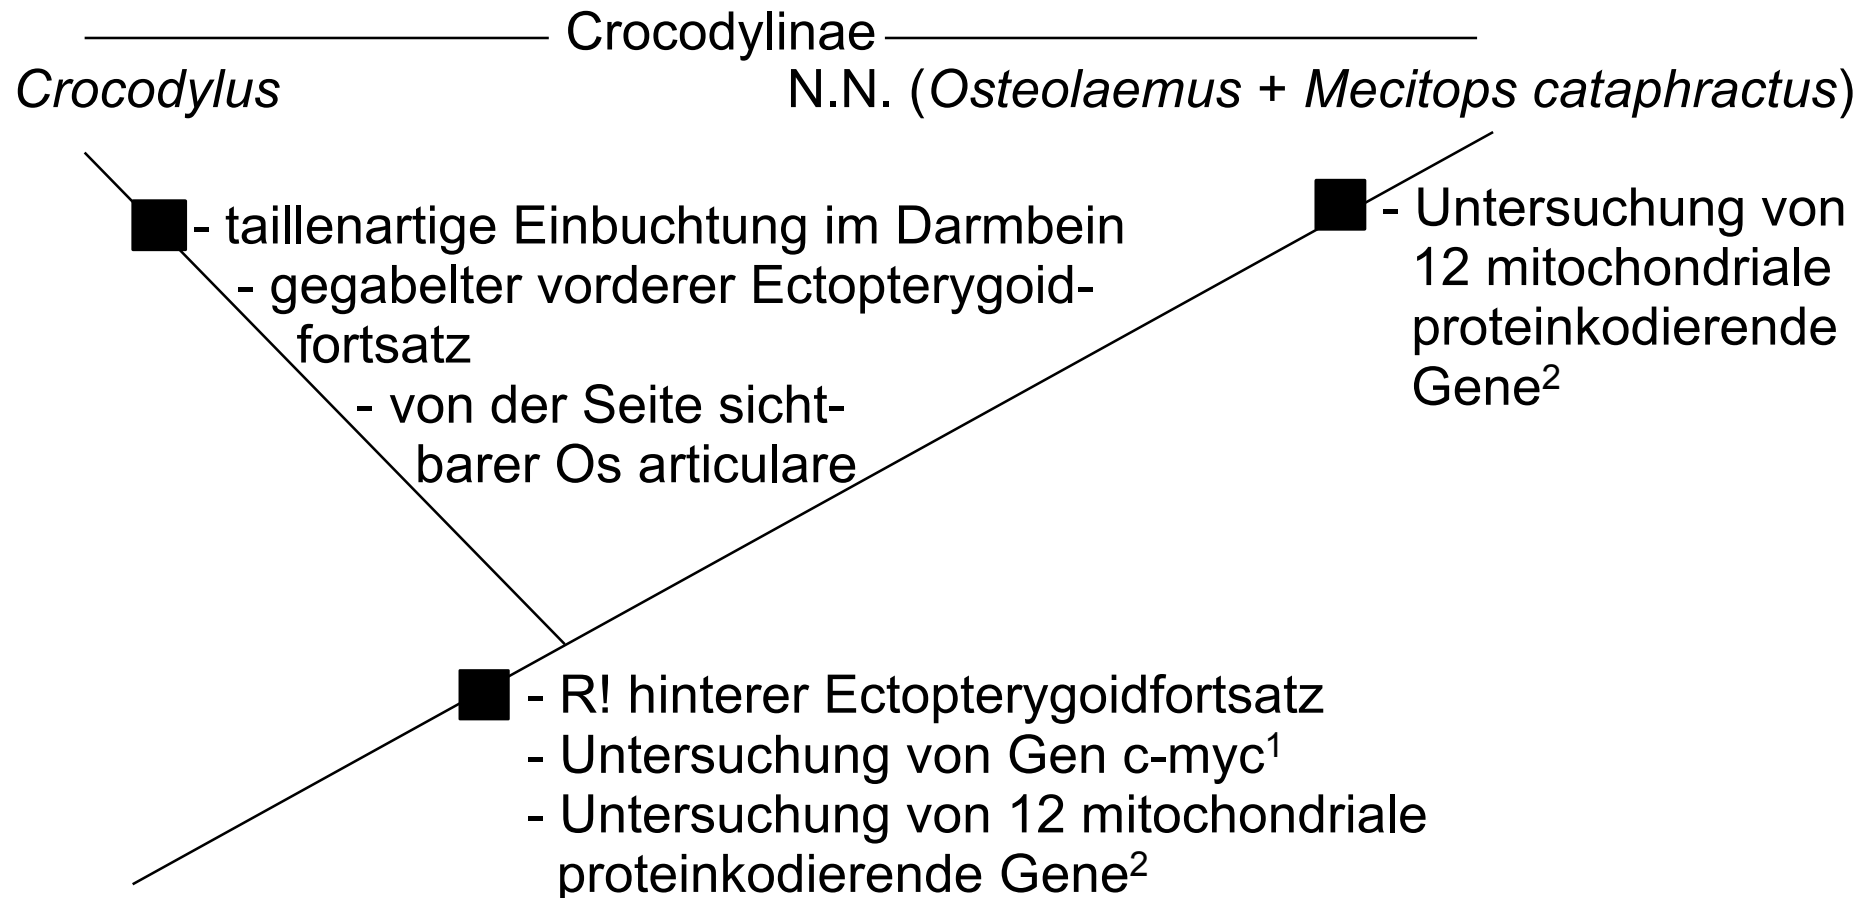 Crocodylinae
Crocodylus
N.N. (Osteolaemus + Mecitops cataphractus)
- taillenartige Einbuchtung im Darmbein
- gegabelter vorderer Ectopterygoid-
fortsatz
- von der Seite sicht-
barer Os articulare
- Untersuchung von
12 mitochondriale
proteinkodierende
Gene²
- R! hinterer Ectopterygoidfortsatz
- Untersuchung von Gen c-myc¹
- Untersuchung von 12 mitochondriale
proteinkodierende Gene²